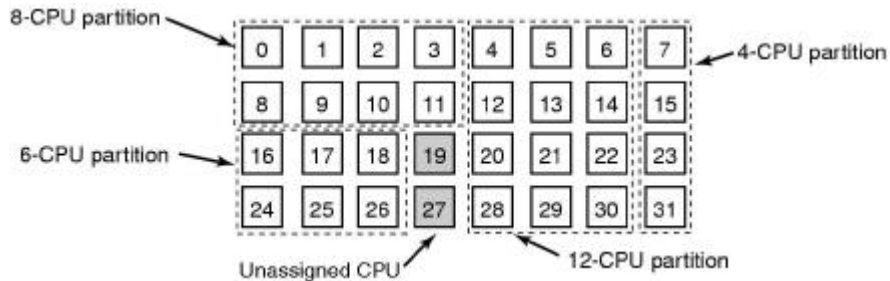 8-CPU partition
0 1 2 3 4 5 6 7
4-CPU partition
8 9 10 11 12 13 14 15
6-CPU partition
16 17 18 19 20 21 22 23
24 25 26 27 28 29 30 31
Unassigned CPU
12-CPU partition